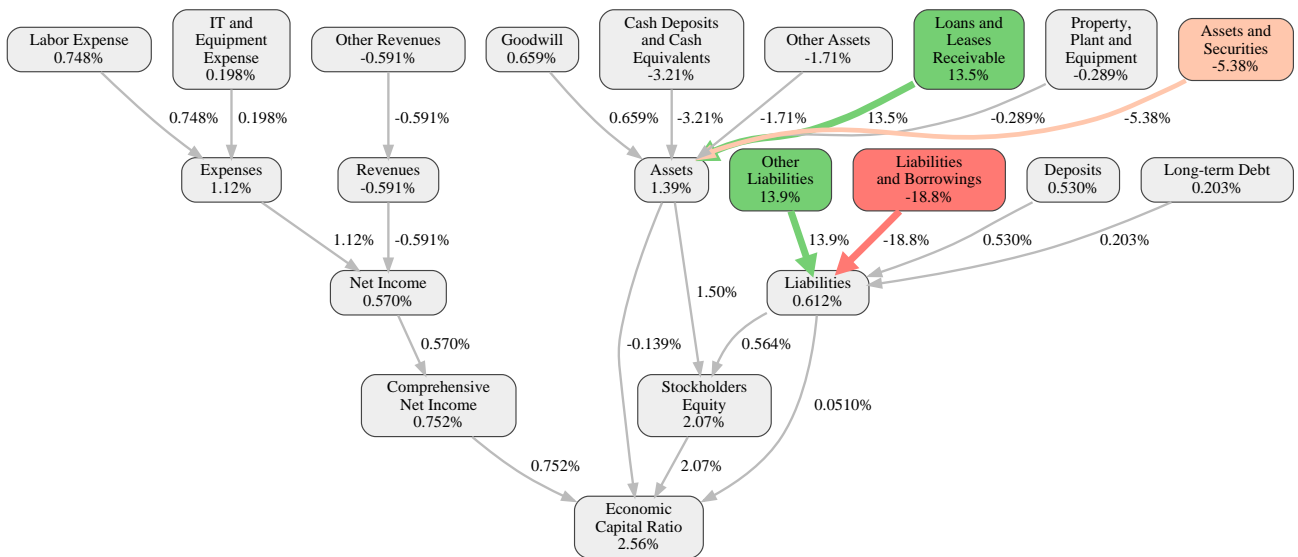 Labor Expense
0.748%
IT and
Equipment
Expense
0.198%
Other Revenues
-0.591%
Goodwill
0.659%
Cash Deposits
and Cash
Equivalents
-3.21%
Other Assets
-1.71%
Loans and
Leases
Receivable
13.5%
Property,
Plant and
Equipment
-0.289%
Assets and
Securities
-5.38%
0.748%
0.198%
-0.591%
0.659%
-3.21%
-1.71%
13.5%
-0.289%
-5.38%
Expenses
1.12%
Revenues
-0.591%
Assets
1.39%
Other
Liabilities
13.9%
Liabilities
and Borrowings
-18.8%
Deposits
0.530%
Long-term Debt
0.203%
1.12%
-0.591%
13.9%
-18.8%
0.530%
0.203%
Net Income
0.570%
1.50%
Liabilities
0.612%
0.570%
-0.139%
0.564%
Comprehensive
Net Income
0.752%
Stockholders
Equity
2.07%
0.0510%
0.752%
2.07%
Economic
Capital Ratio
2.56%